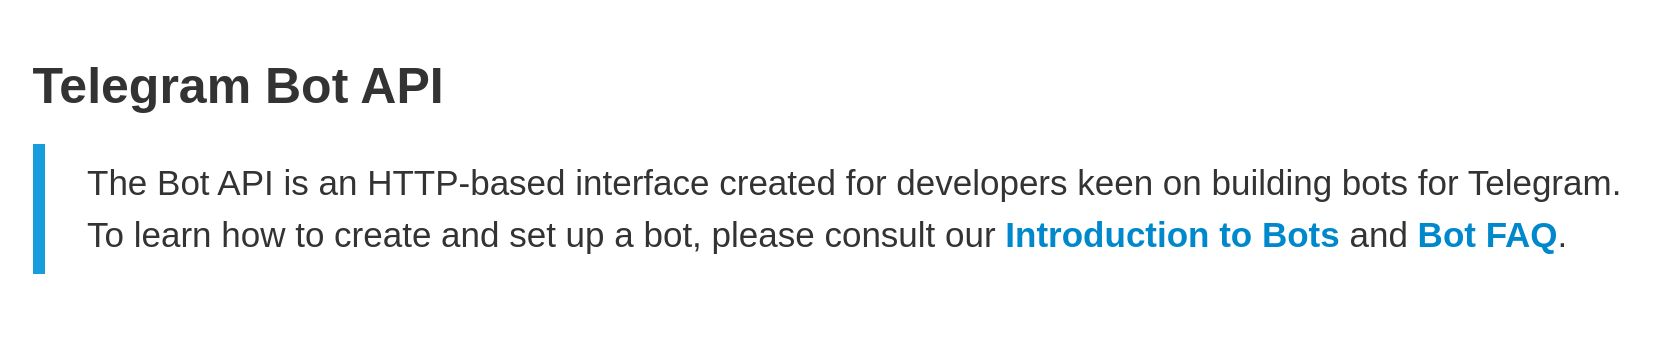 Telegram Bot API
The Bot API is an HTTP-based interface created for developers keen on building bots for Telegram.
To learn how to create and set up a bot, please consult our Introduction to Bots and Bot FAQ.